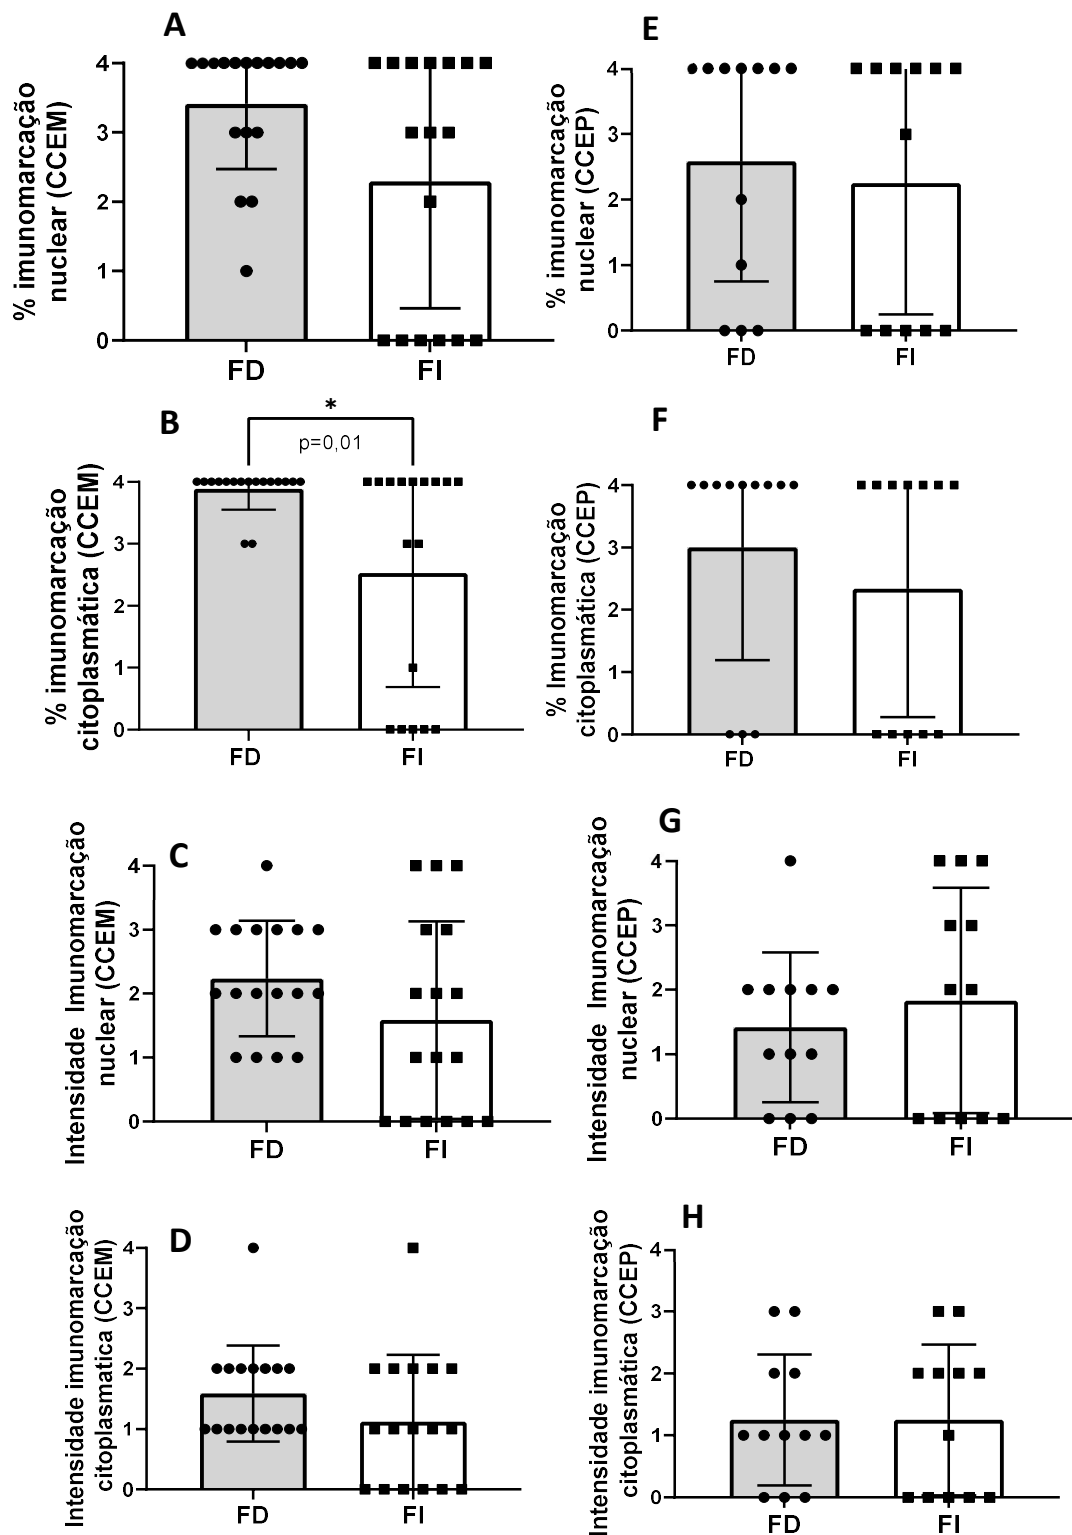 A
% imunomarcação
nuclear (CCEM)
4
3
2
1
0
FD
FI
B
*
p=0,01
% imunomarcação
citoplasmática (CCEM)
4
3
2
1
0
FD
FI
C
Intensidade Imunomarcação
nuclear (CCEM)
4
3
2
1
0
FD
FI
D
Intensidade imunomarcação
citoplasmatica (CCEM)
4
3
2
1
0
FD
FI
E
% imunomarcação
nuclear (CCEP)
4
3
2
1
0
FD
FI
F
% Imunomarcação
citoplasmática (CCEP)
4
3
2
1
0
FD
FI
G
Intensidade Imunomarcação
nuclear (CCEP)
4
3
2
1
0
FD
FI
H
Intensidade imunomarcação
citoplasmática (CCEP)
4
3
2
1
0
FD
FI